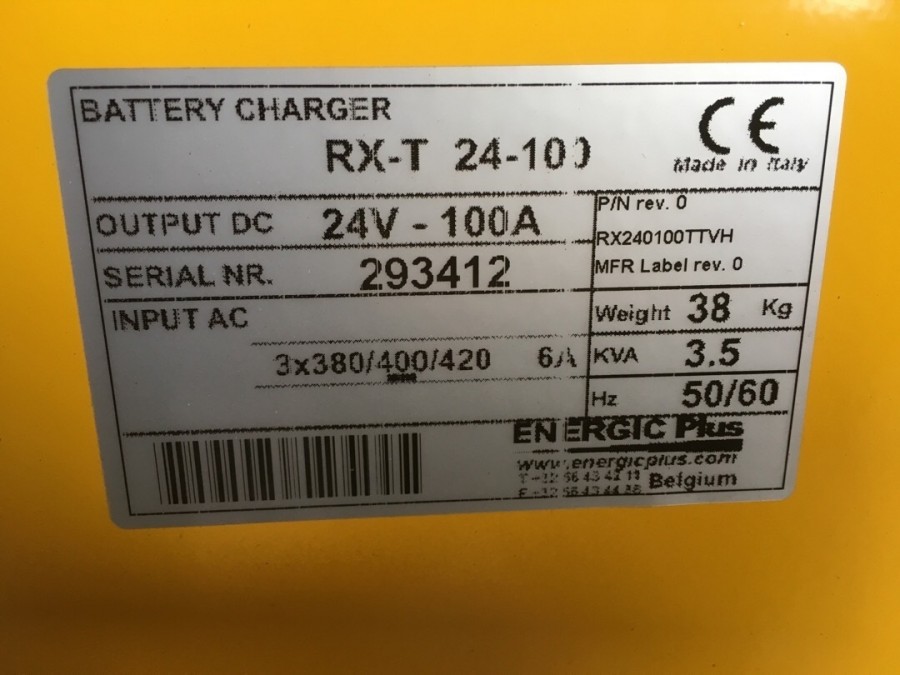 BATTERY CHARGER
RX-T 24-100
CE
Made in Italy
OUTPUT DC 24V - 100A
P/N rev. 0
RX240100TTVH
MFR Label rev. 0
SERIAL NR. 293412
INPUT AC
3x380/400/420 6A
Weight 38 Kg
KVA 3.5
Hz 50/60
ENERGIC Plus
www.energicplus.com
Belgium